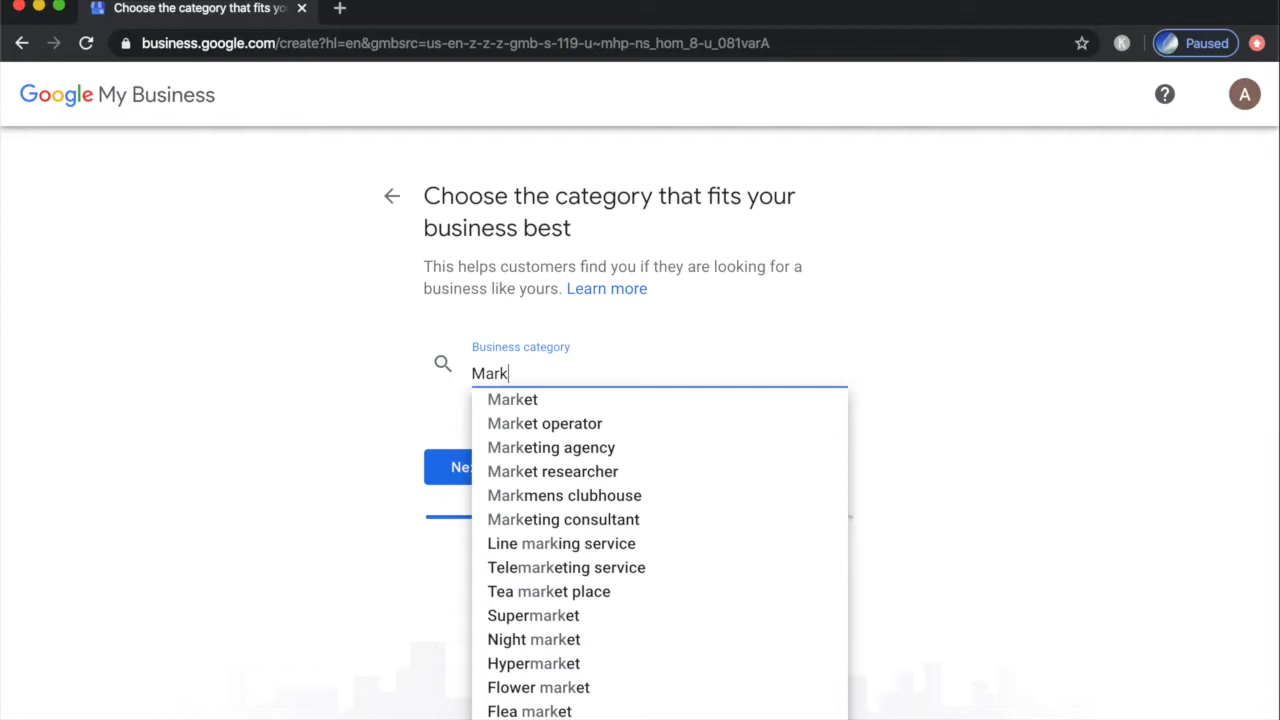 Choose the category that fits yo
business.google.com/create?hl=en&gmbsrc=us-en-z-z-z-gmb-s-119-u~mhp-ns_hom_8-u_081varA
K
Paused
Google My Business
?
A
Choose the category that fits your
business best
This helps customers find you if they are looking for a
business like yours. Learn more
Business category
Mark
Market
Market operator
Marketing agency
Market researcher
Markmens clubhouse
Marketing consultant
Line marking service
Telemarketing service
Tea market place
Supermarket
Night market
Hypermarket
Flower market
Flea market